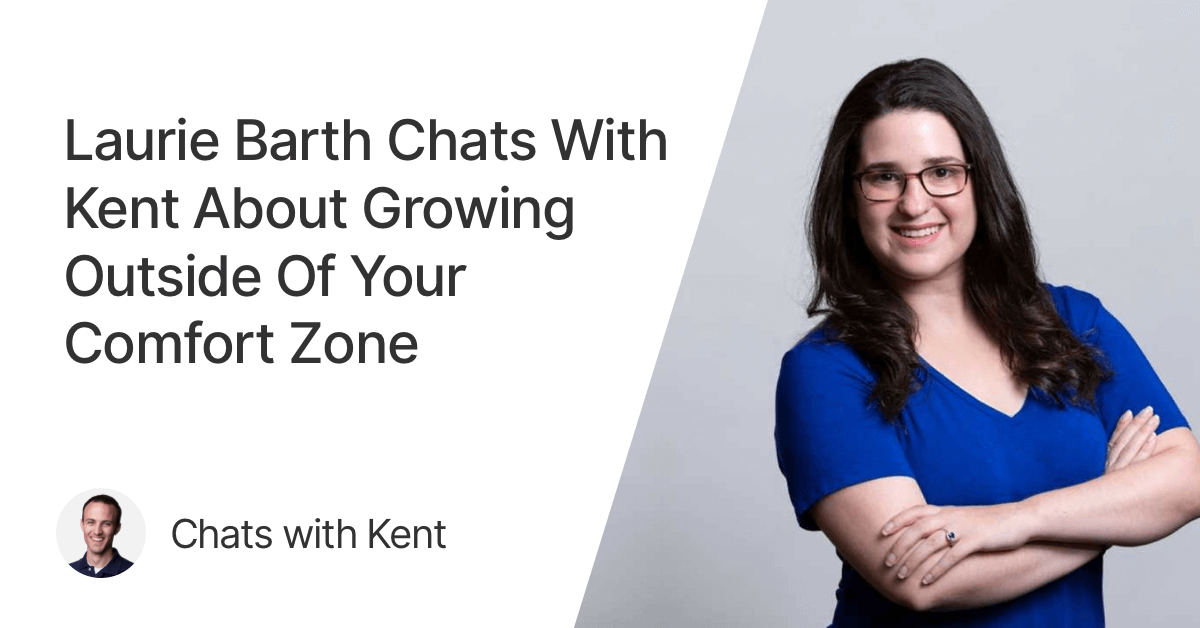 Laurie Barth Chats With
Kent About Growing
Outside Of Your
Comfort Zone
Chats with Kent